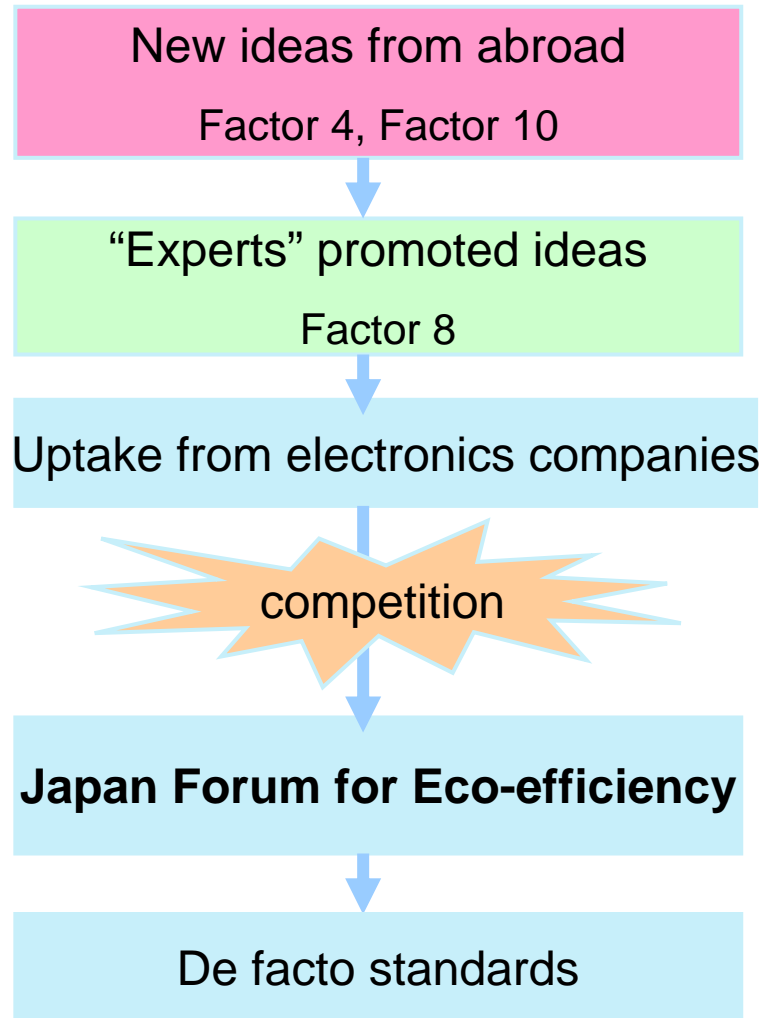 New ideas from abroad
Factor 4, Factor 10
“Experts” promoted ideas
Factor 8
Uptake from electronics companies
competition
Japan Forum for Eco-efficiency
De facto standards